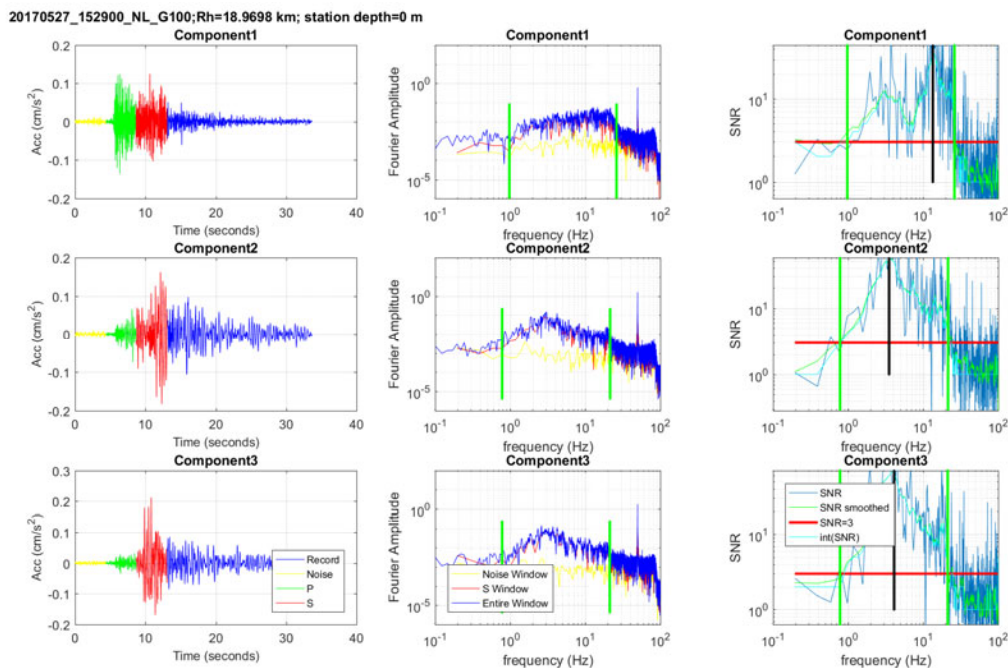 20170527_152900_NL_G100;Rh=18.9698 km; station depth=0 m
Component1
Acc (cm/s²)
0.2
0.1
0
-0.1
-0.2
0 10 20 30 40
Time (seconds)
Component1
Fourier Amplitude
10⁰
10⁻⁵
10⁻¹ 10⁰ 10¹ 10²
frequency (Hz)
Component1
SNR
10¹
10⁰
10⁻¹ 10⁰ 10¹ 10²
frequency (Hz)
Component2
Acc (cm/s²)
0.2
0.1
0
-0.1
-0.2
0 10 20 30 40
Time (seconds)
Component2
Fourier Amplitude
10⁰
10⁻⁵
10⁻¹ 10⁰ 10¹ 10²
frequency (Hz)
Component2
SNR
10¹
10⁰
10⁻¹ 10⁰ 10¹ 10²
frequency (Hz)
Component3
Acc (cm/s²)
0.3
0.2
0.1
0
-0.1
-0.2
0 10 20 30 40
Time (seconds)
Record
Noise
P
S
Component3
Fourier Amplitude
10⁰
10⁻⁵
10⁻¹ 10⁰ 10¹ 10²
frequency (Hz)
Noise Window
S Window
Entire Window
Component3
SNR
10¹
10⁰
10⁻¹ 10⁰ 10¹ 10²
frequency (Hz)
SNR
SNR smoothed
SNR=3
int(SNR)